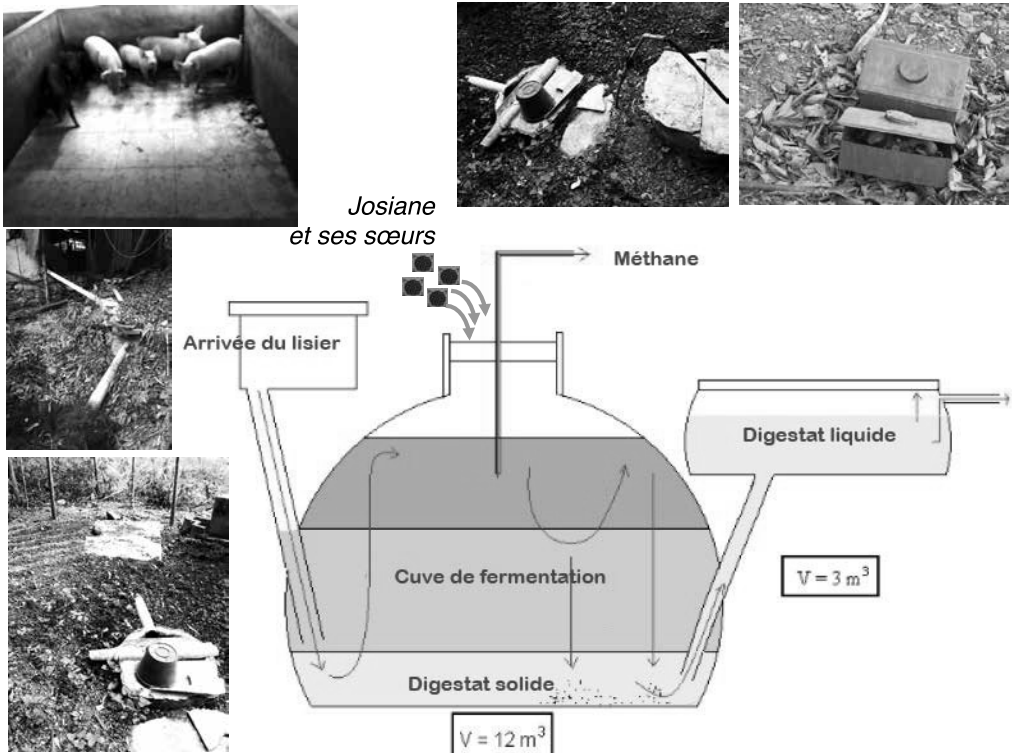 Josiane
et ses sœurs
Méthane
Arrivée du lisier
Digestat liquide
Cuve de fermentation
V = 3 m³
Digestat solide
V = 12 m³